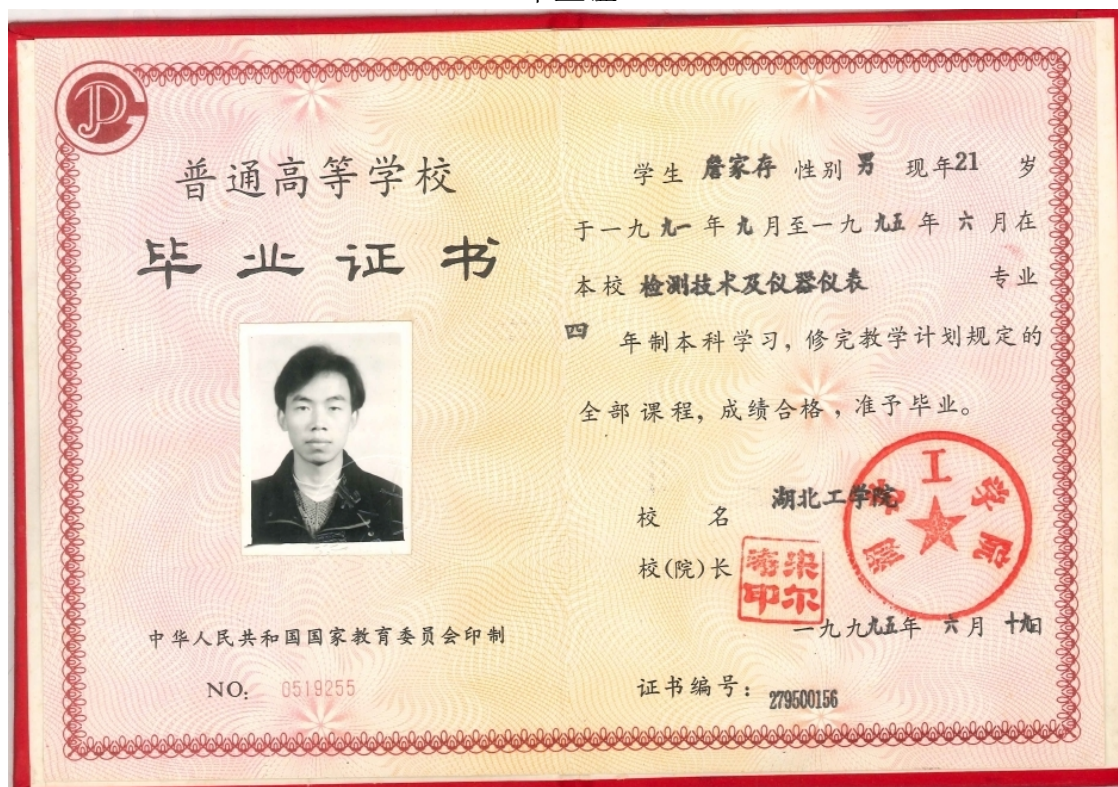 普通高等学校
毕业证书
中华人民共和国国家教育委员会印制
NO: 0519255
学生 詹家存 性别 男 现年21 岁
于一九九一年九月至一九九五年六月在
本校 检测技术及仪器仪表 专业
四 年制本科学习,修完教学计划规定的
全部课程,成绩合格,准予毕业。
校 名 湖北工学院
校(院)长
湖北工学院
一九九五年 六月 十九日
证书编号: 279500156